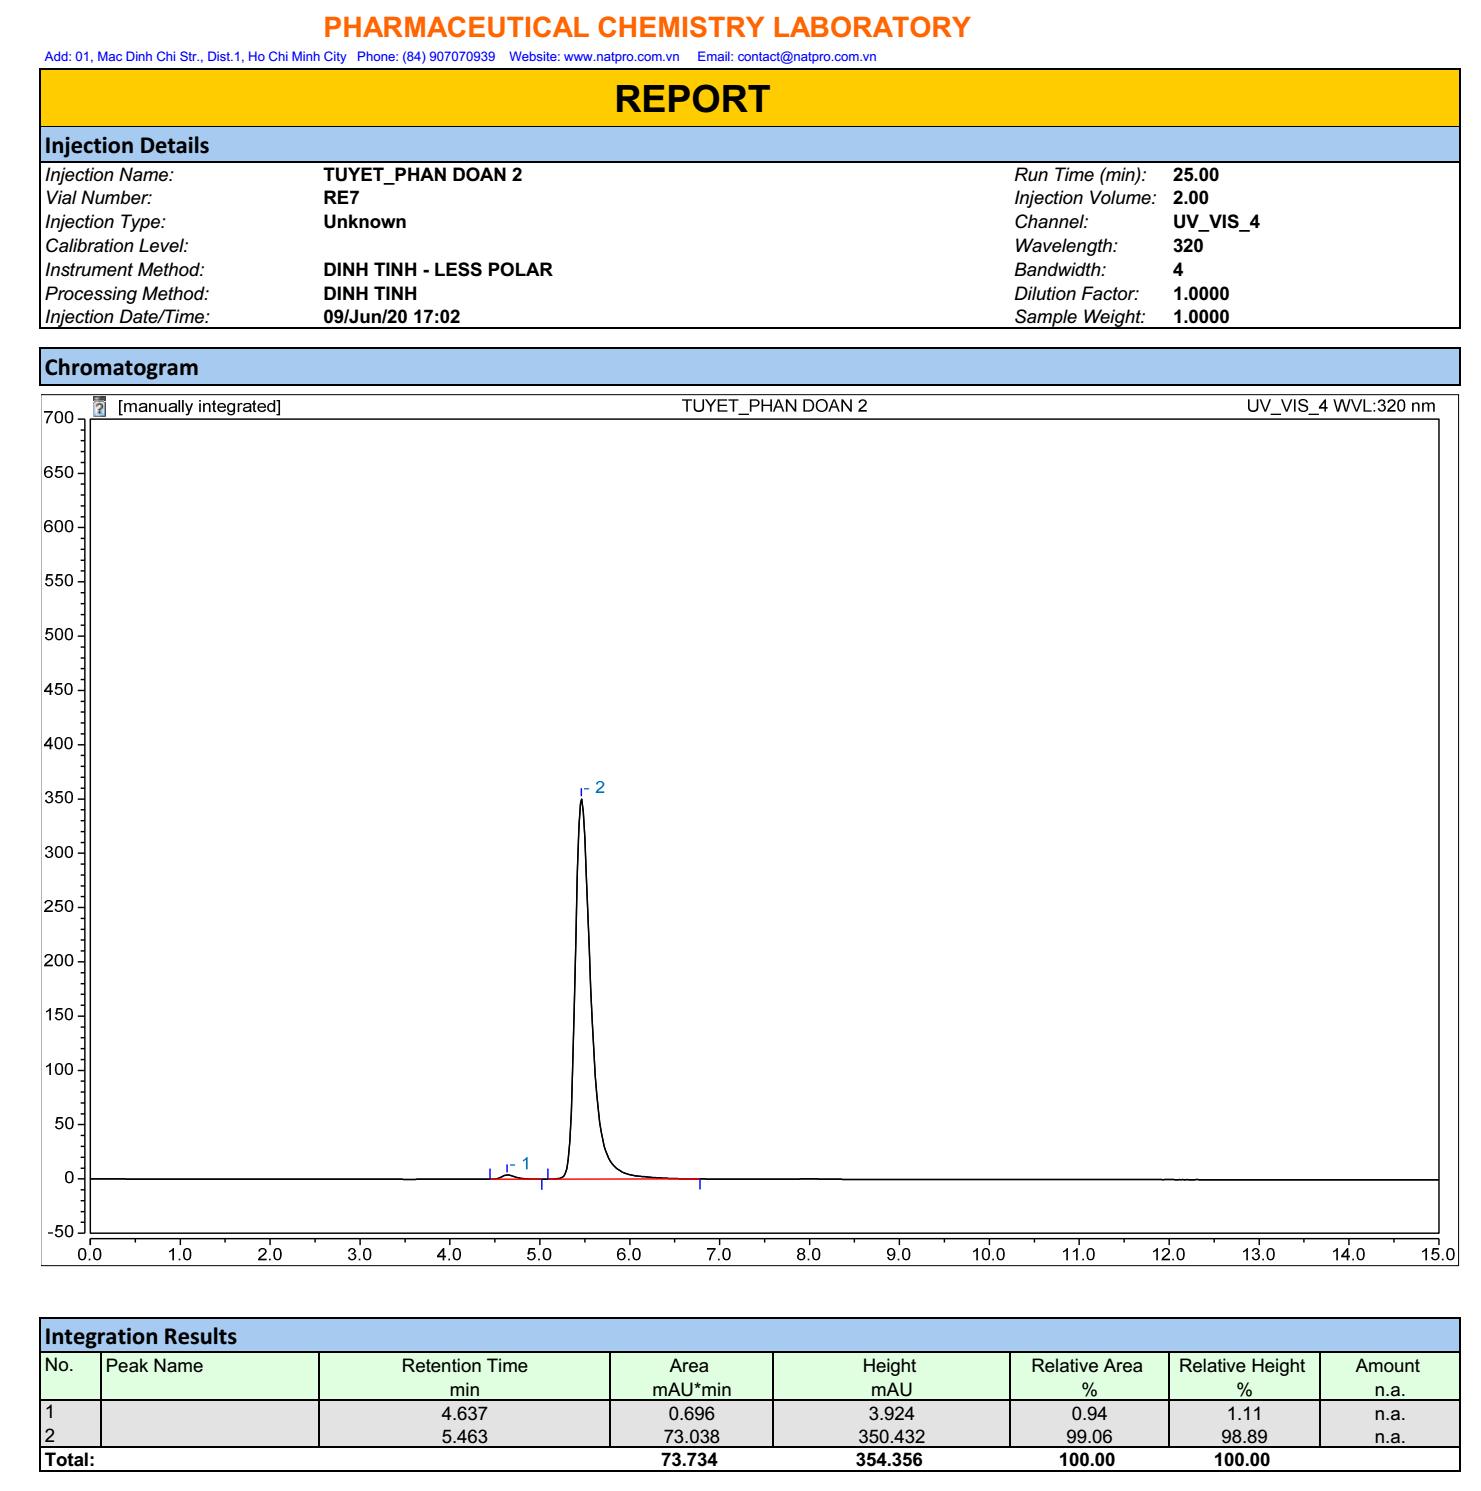 PHARMACEUTICAL CHEMISTRY LABORATORY
Add: 01, Mac Dinh Chi Str., Dist.1, Ho Chi Minh City Phone: (84) 907070939 Website: www.natpro.com.vn Email: contact@natpro.com.vn
REPORT
Injection Details
Injection Name: TUYET_PHAN DOAN 2 Run Time (min): 25.00
Vial Number: RE7 Injection Volume: 2.00
Injection Type: Unknown Channel: UV_VIS_4
Calibration Level: Wavelength: 320
Instrument Method: DINH TINH - LESS POLAR Bandwidth: 4
Processing Method: DINH TINH Dilution Factor: 1.0000
Injection Date/Time: 09/Jun/20 17:02 Sample Weight: 1.0000
Chromatogram
[manually integrated] TUYET_PHAN DOAN 2 UV_VIS_4 WVL:320 nm
700
650
600
550
500
450
400
350
300
250
200
150
100
50
0
-50
- 2
- 1
0.0 1.0 2.0 3.0 4.0 5.0 6.0 7.0 8.0 9.0 10.0 11.0 12.0 13.0 14.0 15.0
Integration Results
No. Peak Name Retention Time Area Height Relative Area Relative Height Amount
min mAU*min mAU % % n.a.
1 4.637 0.696 3.924 0.94 1.11 n.a.
2 5.463 73.038 350.432 99.06 98.89 n.a.
Total: 73.734 354.356 100.00 100.00